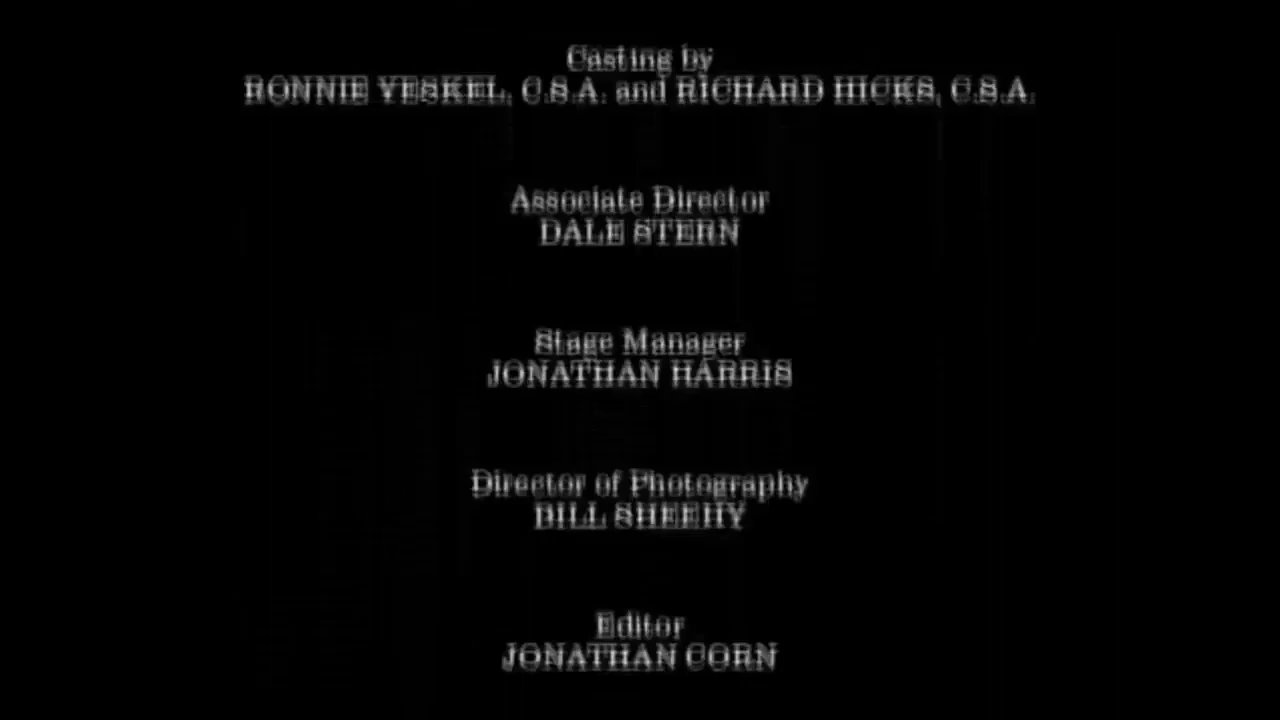 Casting by
RONNIE YESKEL, C.S.A. and RICHARD HICKS, C.S.A.
Associate Director
DALE STERN
Stage Manager
JONATHAN HARRIS
Director of Photography
BILL SHEEHY
Editor
JONATHAN CORN